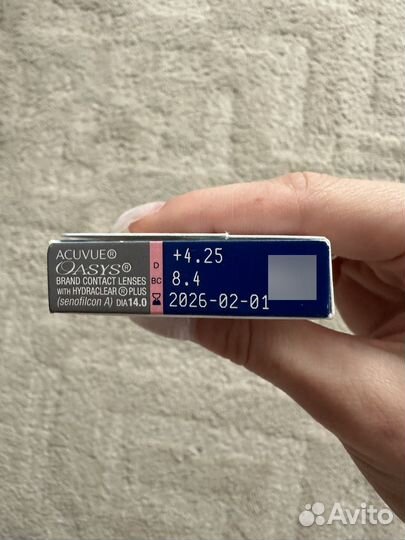 ACUVUE®
OASYS®
BRAND CONTACT LENSES
WITH HYDRACLEAR® PLUS
(senofilcon A) DIA14.0
D +4.25
BC 8.4
2026-02-01
Avito